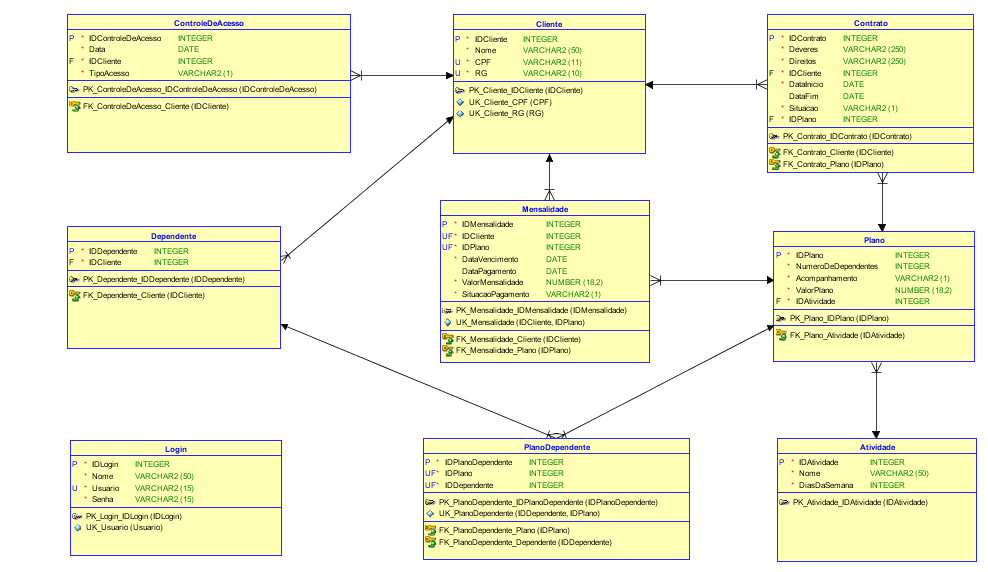 ControleDeAcesso
P * IDControleDeAcesso INTEGER
* Data DATE
F * IDCliente INTEGER
* TipoAcesso VARCHAR2 (1)
PK_ControleDeAcesso_IDControleDeAcesso (IDControleDeAcesso)
FK_ControleDeAcesso_Cliente (IDCliente)
Cliente
P * IDCliente INTEGER
* Nome VARCHAR2 (50)
U * CPF VARCHAR2 (11)
U * RG VARCHAR2 (10)
PK_Cliente_IDCliente (IDCliente)
UK_Cliente_CPF (CPF)
UK_Cliente_RG (RG)
Contrato
P * IDContrato INTEGER
* Deveres VARCHAR2 (250)
* Direitos VARCHAR2 (250)
F * IDCliente INTEGER
* DataInicio DATE
DataFim DATE
* Situacao VARCHAR2 (1)
F * IDPlano INTEGER
PK_Contrato_IDContrato (IDContrato)
FK_Contrato_Cliente (IDCliente)
FK_Contrato_Plano (IDPlano)
Dependente
P * IDDependente INTEGER
F * IDCliente INTEGER
PK_Dependente_IDDependente (IDDependente)
FK_Dependente_Cliente (IDCliente)
Mensalidade
P * IDMensalidade INTEGER
UF* IDCliente INTEGER
UF* IDPlano INTEGER
* DataVencimento DATE
DataPagamento DATE
* ValorMensalidade NUMBER (18,2)
* SituacaoPagamento VARCHAR2 (1)
PK_Mensalidade_IDMensalidade (IDMensalidade)
UK_Mensalidade (IDCliente, IDPlano)
FK_Mensalidade_Cliente (IDCliente)
FK_Mensalidade_Plano (IDPlano)
Plano
P * IDPlano INTEGER
* NumeroDeDependentes INTEGER
* Acompanhamento VARCHAR2 (1)
* ValorPlano NUMBER (18,2)
F * IDAtividade INTEGER
PK_Plano_IDPlano (IDPlano)
FK_Plano_Atividade (IDAtividade)
Login
P * IDLogin INTEGER
* Nome VARCHAR2 (50)
U * Usuario VARCHAR2 (15)
* Senha VARCHAR2 (15)
PK_Login_IDLogin (IDLogin)
UK_Usuario (Usuario)
PlanoDependente
P * IDPlanoDependente INTEGER
UF* IDPlano INTEGER
UF* IDDependente INTEGER
PK_PlanoDependente_IDPlanoDependente (IDPlanoDependente)
UK_PlanoDependente (IDDependente, IDPlano)
FK_PlanoDependente_Plano (IDPlano)
FK_PlanoDependente_Dependente (IDDependente)
Atividade
P * IDAtividade INTEGER
* Nome VARCHAR2 (50)
* DiasDaSemana INTEGER
PK_Atividade_IDAtividade (IDAtividade)